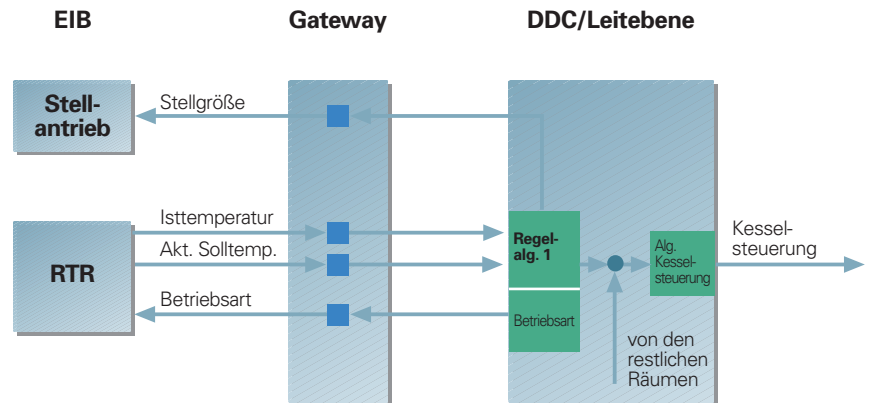 EIB
Gateway
DDC/Leitebene
Stell-
antrieb
Stellgröße
Isttemperatur
Akt. Solltemp.
RTR
Betriebsart
Regel-
alg. 1
Betriebsart
Alg.
Kessel-
steuerung
Kessel-
steuerung
von den
restlichen
Räumen